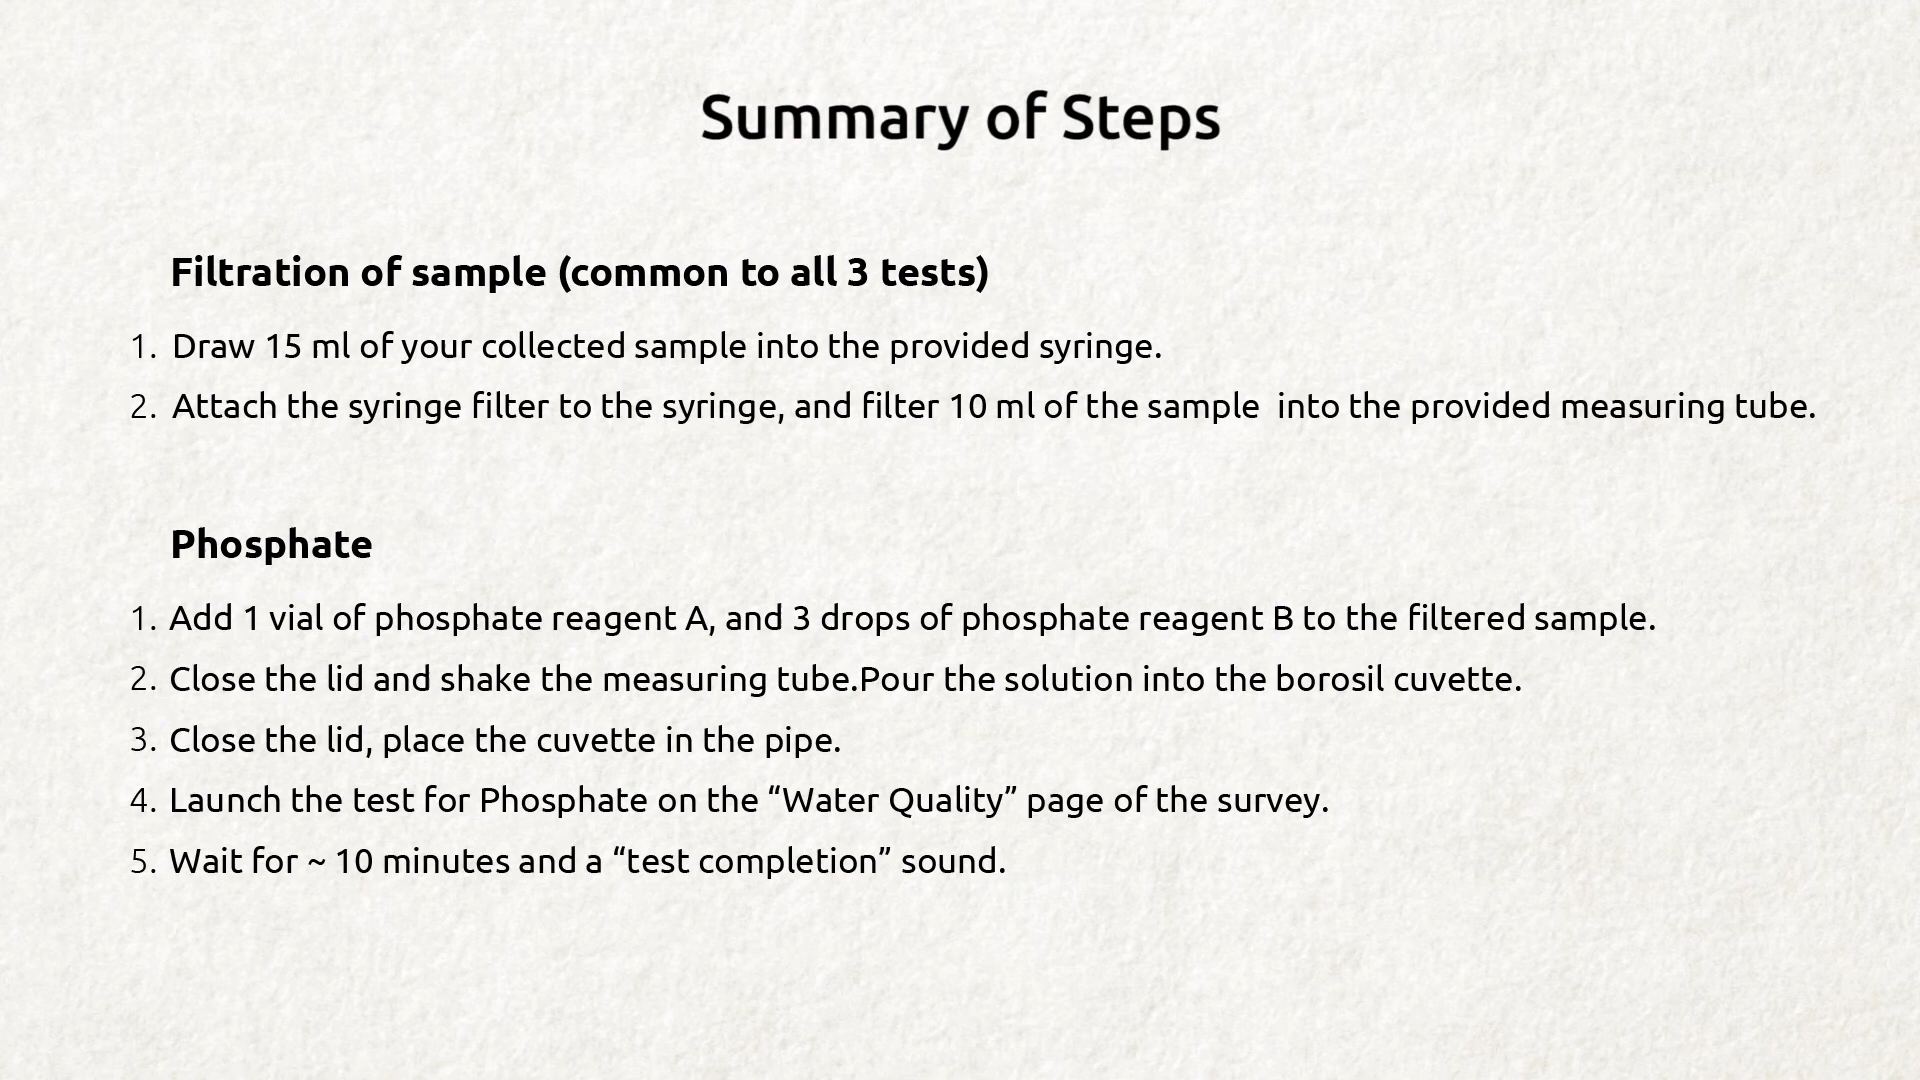 Summary of Steps
Filtration of sample (common to all 3 tests)
1. Draw 15 ml of your collected sample into the provided syringe.
2. Attach the syringe filter to the syringe, and filter 10 ml of the sample  into the provided measuring tube.
Phosphate
1. Add 1 vial of phosphate reagent A, and 3 drops of phosphate reagent B to the filtered sample.
2. Close the lid and shake the measuring tube.Pour the solution into the borosil cuvette.
3. Close the lid, place the cuvette in the pipe.
4. Launch the test for Phosphate on the “Water Quality” page of the survey.
5. Wait for ~ 10 minutes and a “test completion” sound.